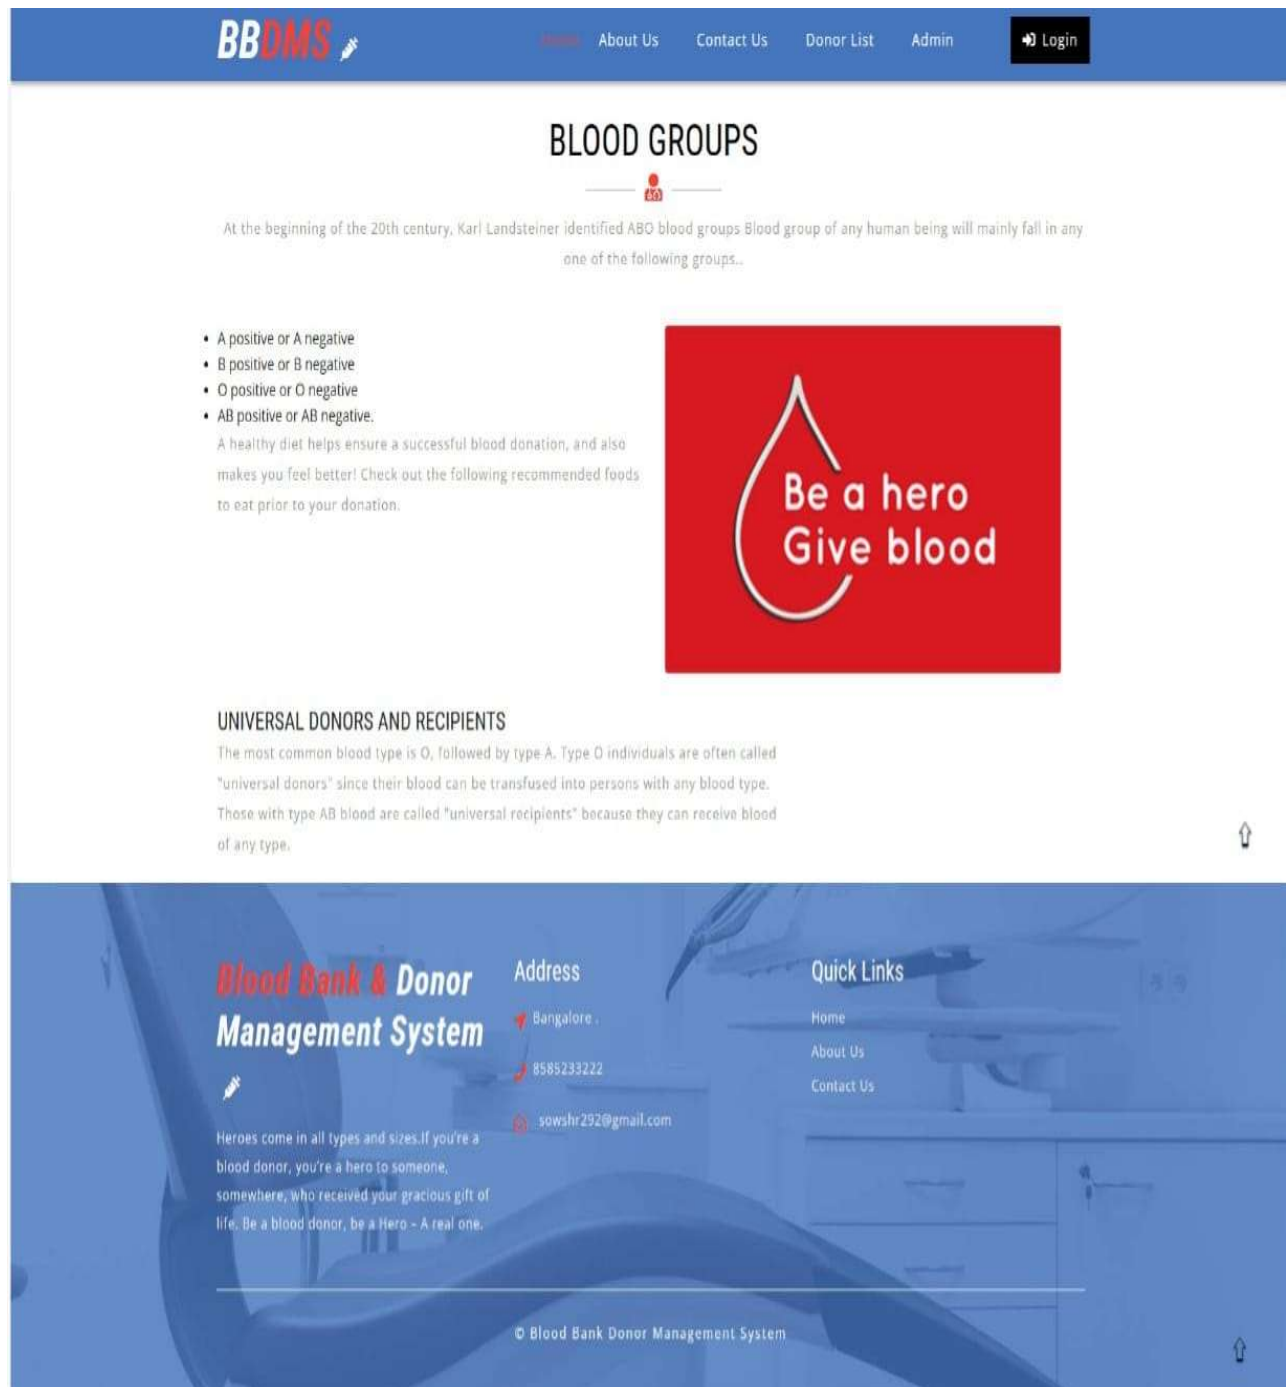 BBDMS
Home About Us Contact Us Donor List Admin Login
BLOOD GROUPS
At the beginning of the 20th century, Karl Landsteiner identified ABO blood groups Blood group of any human being will mainly fall in any
one of the following groups..
• A positive or A negative
• B positive or B negative
• O positive or O negative
• AB positive or AB negative.
A healthy diet helps ensure a successful blood donation, and also
makes you feel better! Check out the following recommended foods
to eat prior to your donation.
Be a hero
Give blood
UNIVERSAL DONORS AND RECIPIENTS
The most common blood type is O, followed by type A. Type O individuals are often called
"universal donors" since their blood can be transfused into persons with any blood type.
Those with type AB blood are called "universal recipients" because they can receive blood
of any type.
Blood Bank & Donor
Management System
Heroes come in all types and sizes.If you're a
blood donor, you're a hero to someone,
somewhere, who received your gracious gift of
life. Be a blood donor, be a Hero – A real one.
Address
Bangalore .
8585233222
sowshr292@gmail.com
Quick Links
Home
About Us
Contact Us
© Blood Bank Donor Management System